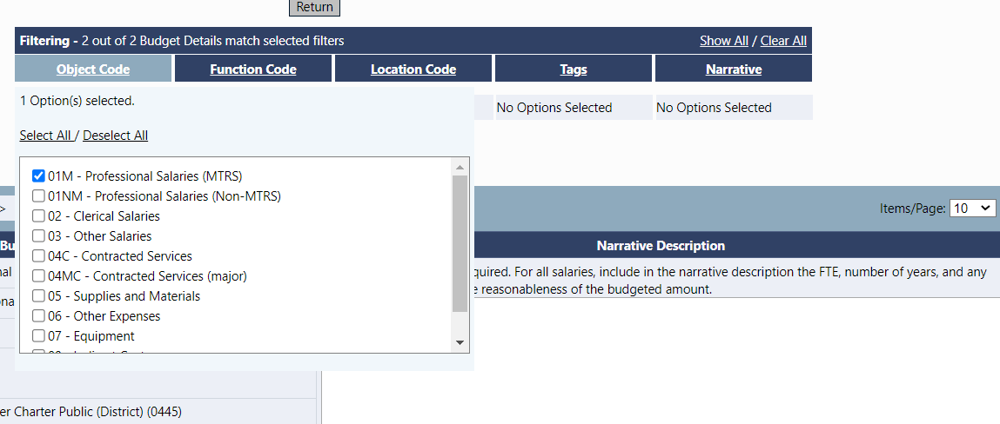 Return
Filtering - 2 out of 2 Budget Details match selected filters
Show All / Clear All
Object Code
Function Code
Location Code
Tags
Narrative
1 Option(s) selected.
No Options Selected
No Options Selected
Select All / Deselect All
01M - Professional Salaries (MTRS)
01NM - Professional Salaries (Non-MTRS)
02 - Clerical Salaries
03 - Other Salaries
04C - Contracted Services
04MC - Contracted Services (major)
05 - Supplies and Materials
06 - Other Expenses
07 - Equipment
>
Items/Page: 10
Bu
Narrative Description
nal
quired. For all salaries, include in the narrative description the FTE, number of years, and any
ona
e reasonableness of the budgeted amount.
er Charter Public (District) (0445)